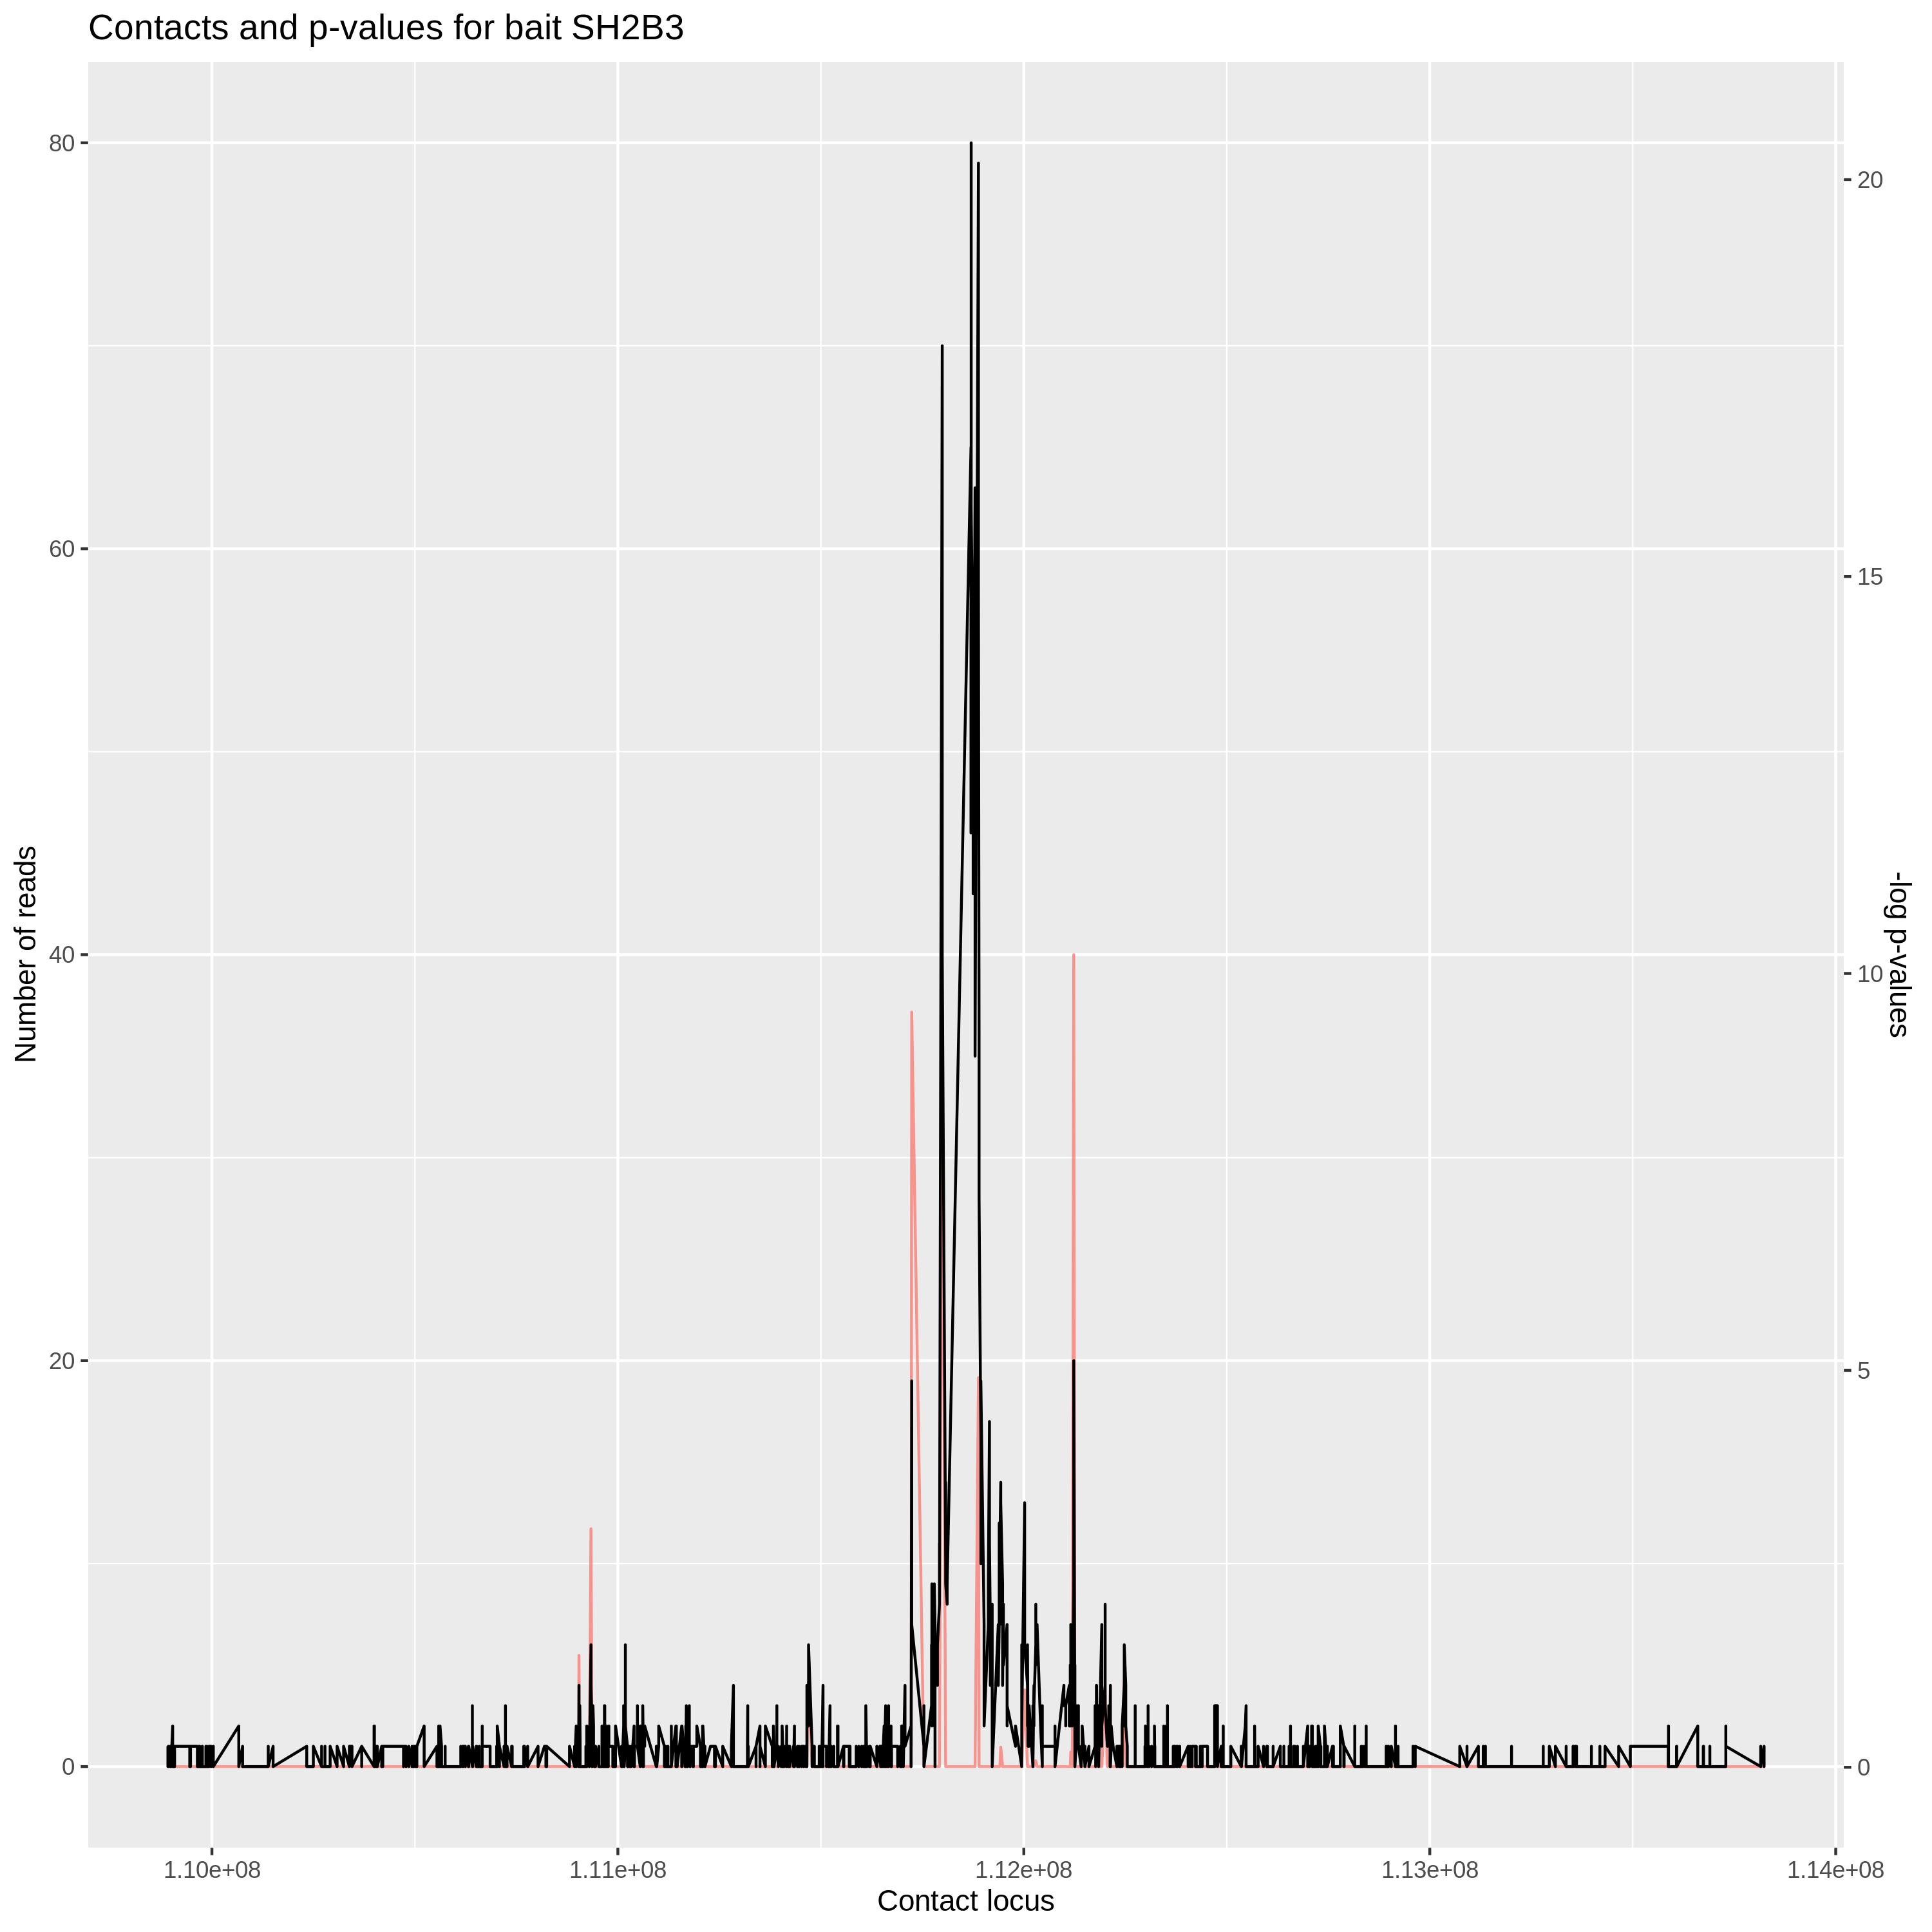 Contacts and p-values for bait SH2B3
80
60
40
20
0
Number of reads
20
15
10
5
0
-log p-values
1.10e+08
1.11e+08
1.12e+08
1.13e+08
1.14e+08
Contact locus